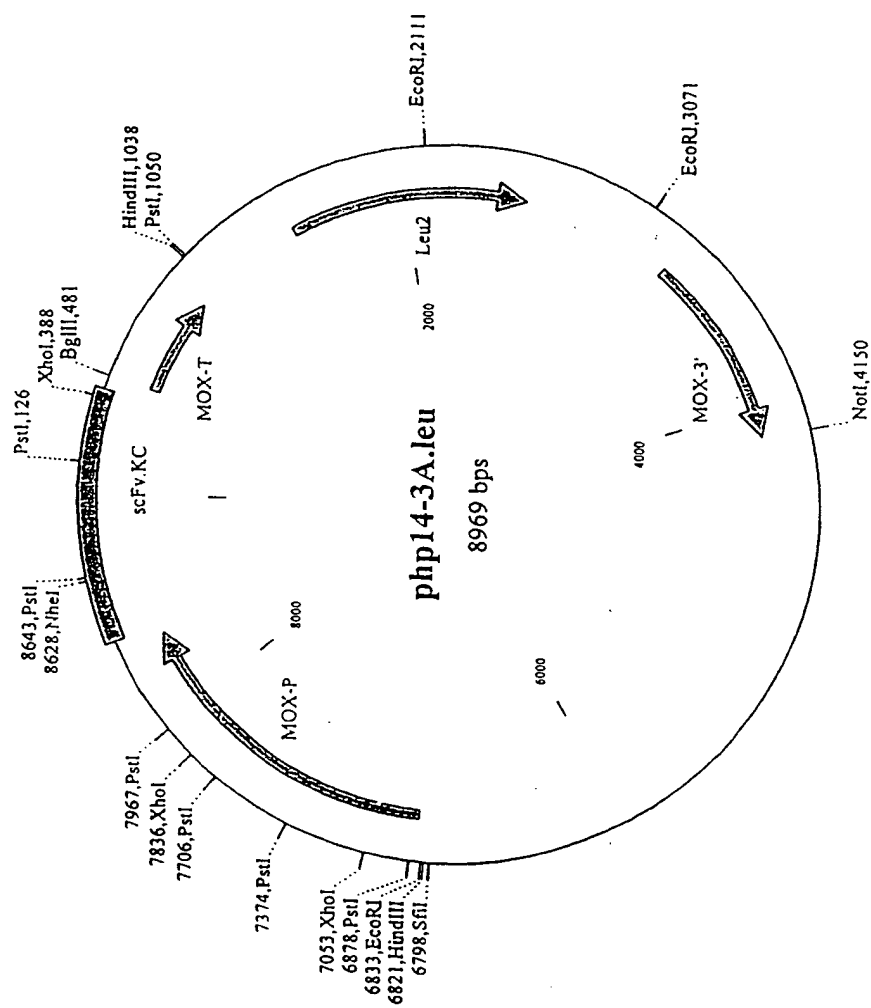 php14-3A.leu
8969 bps
PstI,126
XhoI,388
BglII,481
HindIII,1038
PstI,1050
EcoRI,2111
EcoRI,3071
NotI,4150
6798,SfiI
6821,HindIII
6833,EcoRI
6878,PstI
7053,XhoI
7374,PstI
7706,PstI
7836,XhoI
7967,PstI
8628,NheI
8643,PstI
scFv.KC
MOX-T
Leu2
MOX-3'
MOX-P
2000
4000
6000
8000